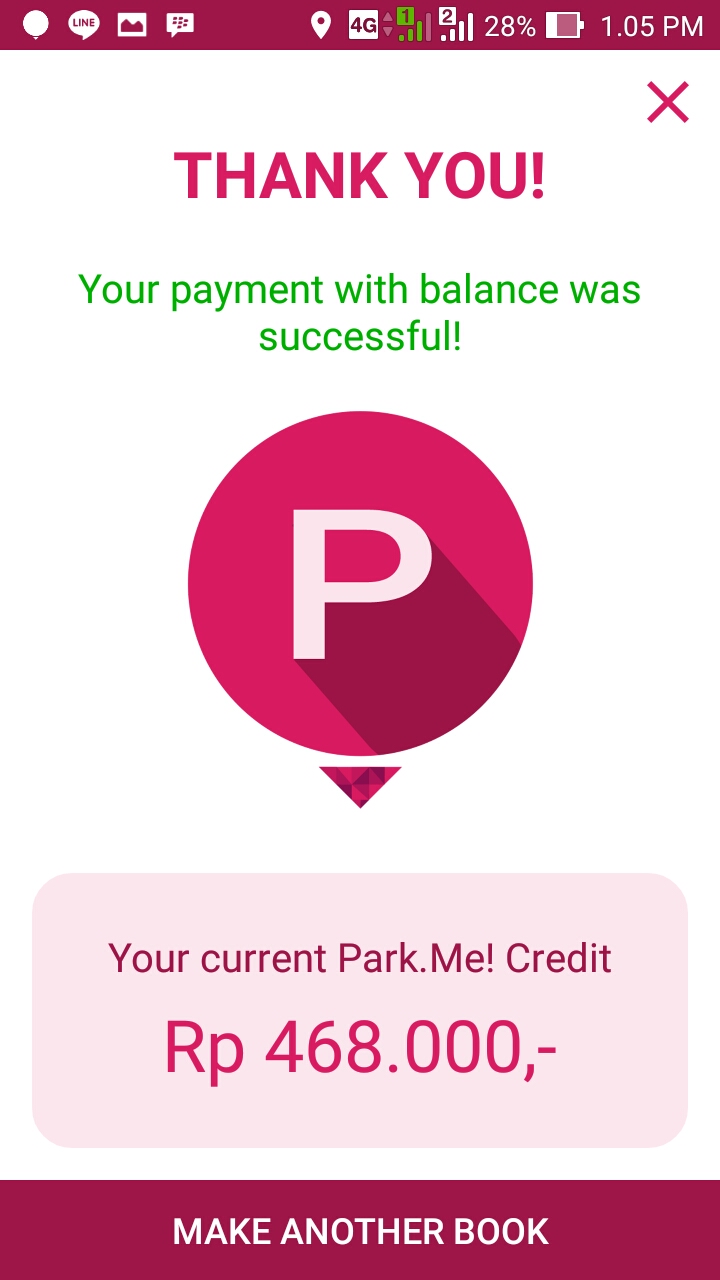 LINE 4G 1 2 28% 1.05 PM
THANK YOU!
Your payment with balance was
successful!
P
Your current Park.Me! Credit
Rp 468.000,-
MAKE ANOTHER BOOK